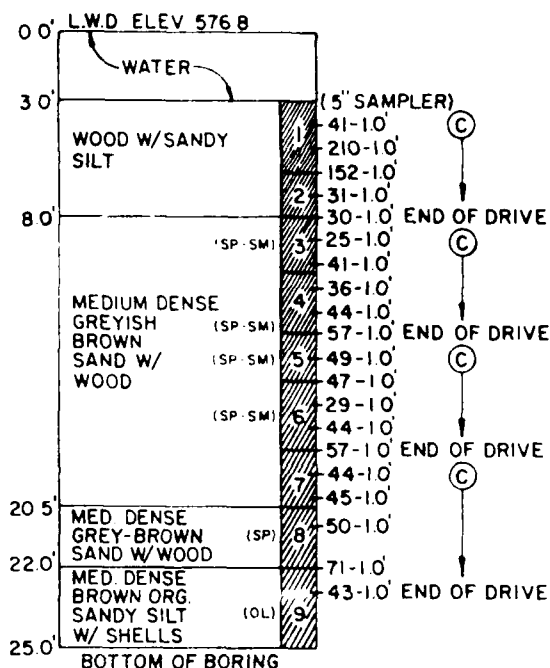 0 0' L.W.D ELEV 576 8
WATER
3 0' (5" SAMPLER)
1 41-1.0' C
WOOD W/SANDY
SILT
210-1.0'
152-1.0'
2 31-1.0'
8 0' 30-1.0' END OF DRIVE
(SP-SM) 3 25-1.0' C
41-1.0'
4 36-1.0'
44-1.0'
MEDIUM DENSE
GREYISH
BROWN
SAND W/
WOOD
(SP-SM) 57-1.0' END OF DRIVE
(SP-SM) 5 49-1.0' C
47-1.0'
29-1 0'
(SP-SM) 6 44-1 0'
57-1 0' END OF DRIVE
7 44-1 0' C
45-1 0'
20 5'
MED. DENSE
GREY-BROWN
SAND W/WOOD
(SP) 8 50-1.0'
22.0' 71-1.0'
MED. DENSE
BROWN ORG.
SANDY SILT
W/ SHELLS
43-1.0' END OF DRIVE
(OL) 9
25.0'
BOTTOM OF BORING